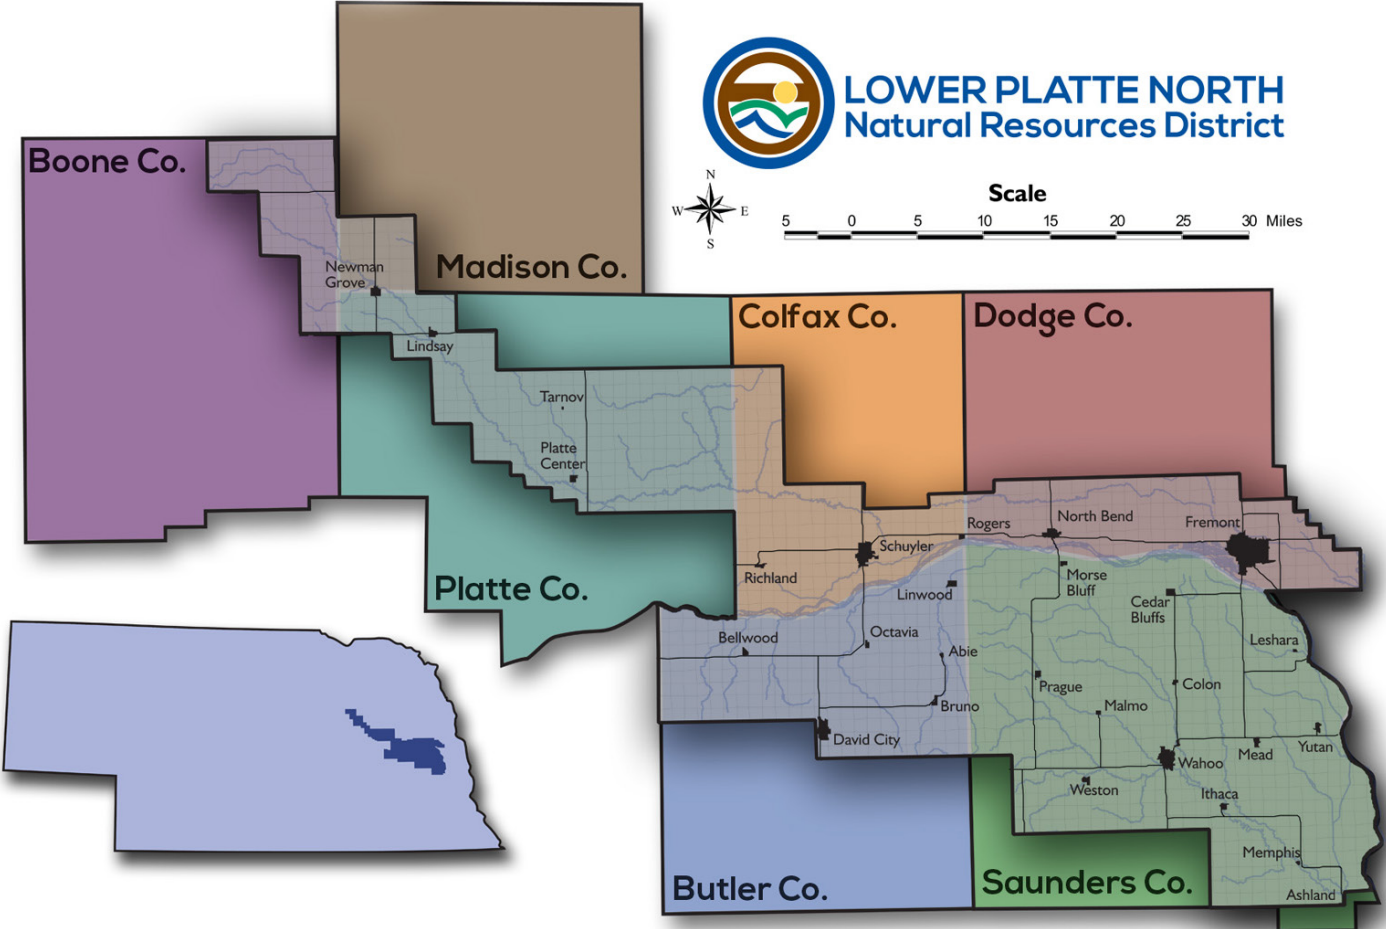 LOWER PLATTE NORTH
Natural Resources District
N
W
E
S
Scale
5 0 5 10 15 20 25 30 Miles
Boone Co.
Madison Co.
Newman
Grove
Lindsay
Colfax Co.
Dodge Co.
Tarnov
Platte
Center
Platte Co.
Richland
Schuyler
Rogers
North Bend
Fremont
Linwood
Morse
Bluff
Cedar
Bluffs
Bellwood
Octavia
Abie
Leshara
Prague
Colon
Bruno
Malmo
David City
Wahoo
Mead
Yutan
Weston
Ithaca
Memphis
Ashland
Butler Co.
Saunders Co.